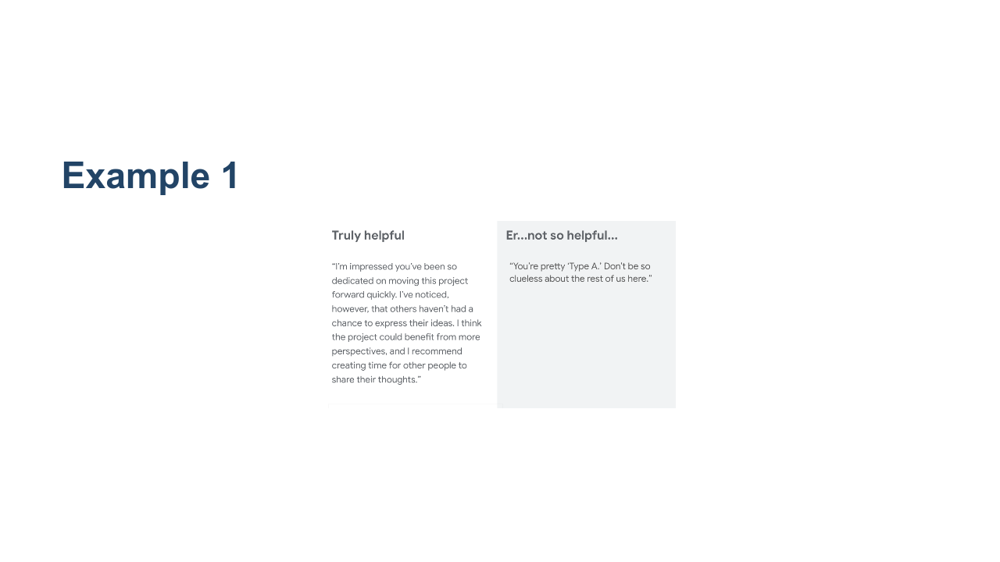 Example 1
Truly helpful
“I’m impressed you’ve been so
dedicated on moving this project
forward quickly. I’ve noticed,
however, that others haven’t had a
chance to express their ideas. I think
the project could benefit from more
perspectives, and I recommend
creating time for other people to
share their thoughts.”
Er...not so helpful...
“You’re pretty ‘Type A.’ Don’t be so
clueless about the rest of us here.”